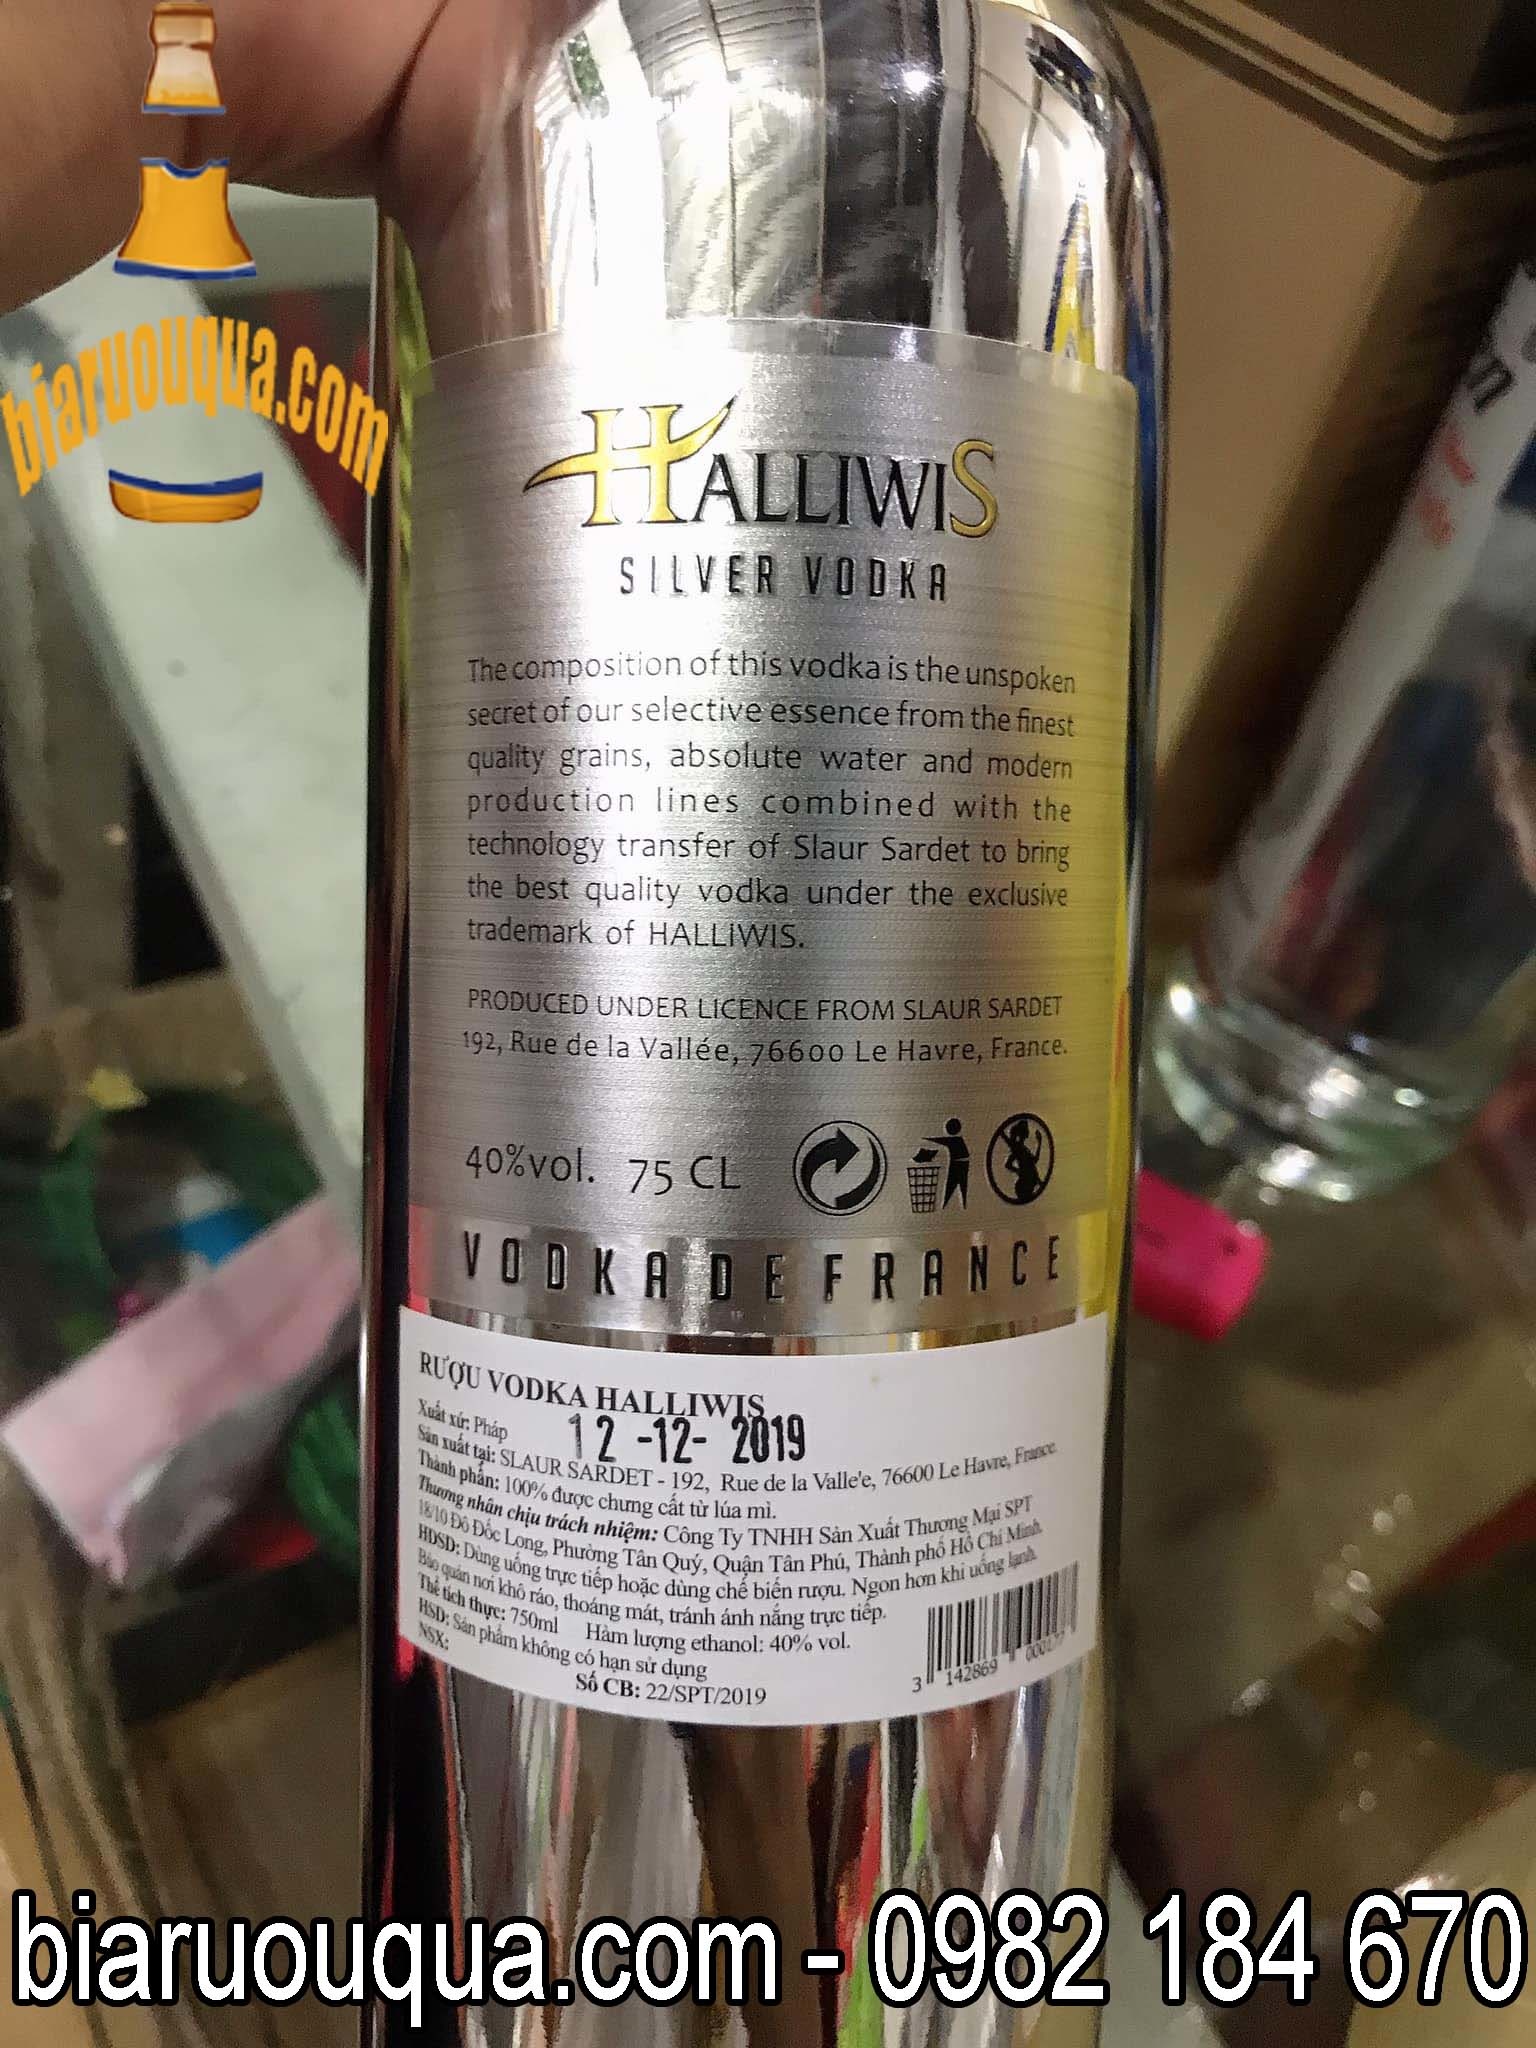 biaruouqua.com
HALLIWIS
SILVER VODKA
The composition of this vodka is the unspoken
secret of our selective essence from the finest
quality grains, absolute water and modern
production lines combined with the
technology transfer of Slaur Sardet to bring
the best quality vodka under the exclusive
trademark of HALLIWIS.
PRODUCED UNDER LICENCE FROM SLAUR SARDET
192, Rue de la Vallée, 76600 Le Havre, France.
40%vol. 75 CL
VODKA DE FRANCE
RƯỢU VODKA HALLIWIS
Xuất xứ: Pháp
12 -12- 2019
Sản xuất tại: SLAUR SARDET - 192, Rue de la Valle'e, 76600 Le Havre, France.
Thành phần: 100% được chưng cất từ lúa mì.
Thương nhân chịu trách nhiệm: Công Ty TNHH Sản Xuất Thương Mại SPT
18/10 Đô Đốc Long, Phường Tân Quý, Quận Tân Phú, Thành phố Hồ Chí Minh.
HDSD: Dùng uống trực tiếp hoặc dùng chế biến rượu. Ngon hơn khi uống lạnh.
Bảo quản nơi khô ráo, thoáng mát, tránh ánh nắng trực tiếp.
Thể tích thực: 750ml Hàm lượng ethanol: 40% vol.
HSD: Sản phẩm không có hạn sử dụng
NSX:
Số CB: 22/SPT/2019
3 142869
biaruouqua.com - 0982 184 670